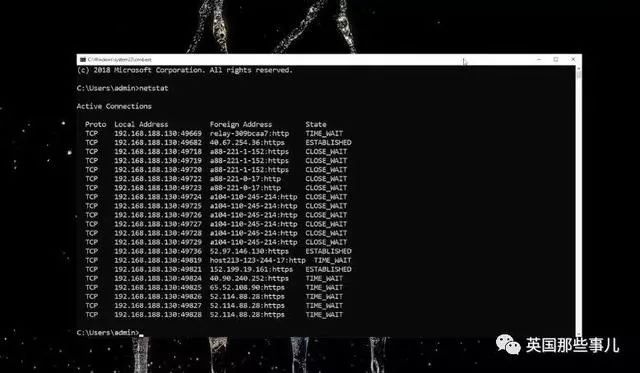 C:\Windows\system32\cmd.exe
(c) 2018 Microsoft Corporation. All rights reserved.
C:\Users\admin>netstat
Active Connections
Proto Local Address Foreign Address State
TCP 192.168.188.130:49669 relay-309bcaa7:http TIME_WAIT
TCP 192.168.188.130:49682 40.67.254.36:https ESTABLISHED
TCP 192.168.188.130:49718 a88-221-1-152:https CLOSE_WAIT
TCP 192.168.188.130:49719 a88-221-1-152:https CLOSE_WAIT
TCP 192.168.188.130:49720 a88-221-1-152:https CLOSE_WAIT
TCP 192.168.188.130:49722 a88-221-0-17:http CLOSE_WAIT
TCP 192.168.188.130:49723 a88-221-0-17:http CLOSE_WAIT
TCP 192.168.188.130:49724 a104-110-245-214:http CLOSE_WAIT
TCP 192.168.188.130:49725 a104-110-245-214:http CLOSE_WAIT
TCP 192.168.188.130:49726 a104-110-245-214:http CLOSE_WAIT
TCP 192.168.188.130:49727 a104-110-245-214:http CLOSE_WAIT
TCP 192.168.188.130:49728 a104-110-245-214:http CLOSE_WAIT
TCP 192.168.188.130:49729 a104-110-245-214:http CLOSE_WAIT
TCP 192.168.188.130:49736 52.97.146.130:https ESTABLISHED
TCP 192.168.188.130:49819 host213-123-244-17:http TIME_WAIT
TCP 192.168.188.130:49821 152.199.19.161:https ESTABLISHED
TCP 192.168.188.130:49824 40.90.240.252:https TIME_WAIT
TCP 192.168.188.130:49825 65.52.108.90:https TIME_WAIT
TCP 192.168.188.130:49826 52.114.88.28:https TIME_WAIT
TCP 192.168.188.130:49827 52.114.88.28:https TIME_WAIT
TCP 192.168.188.130:49828 52.114.88.28:https TIME_WAIT
C:\Users\admin>
英国那些事儿